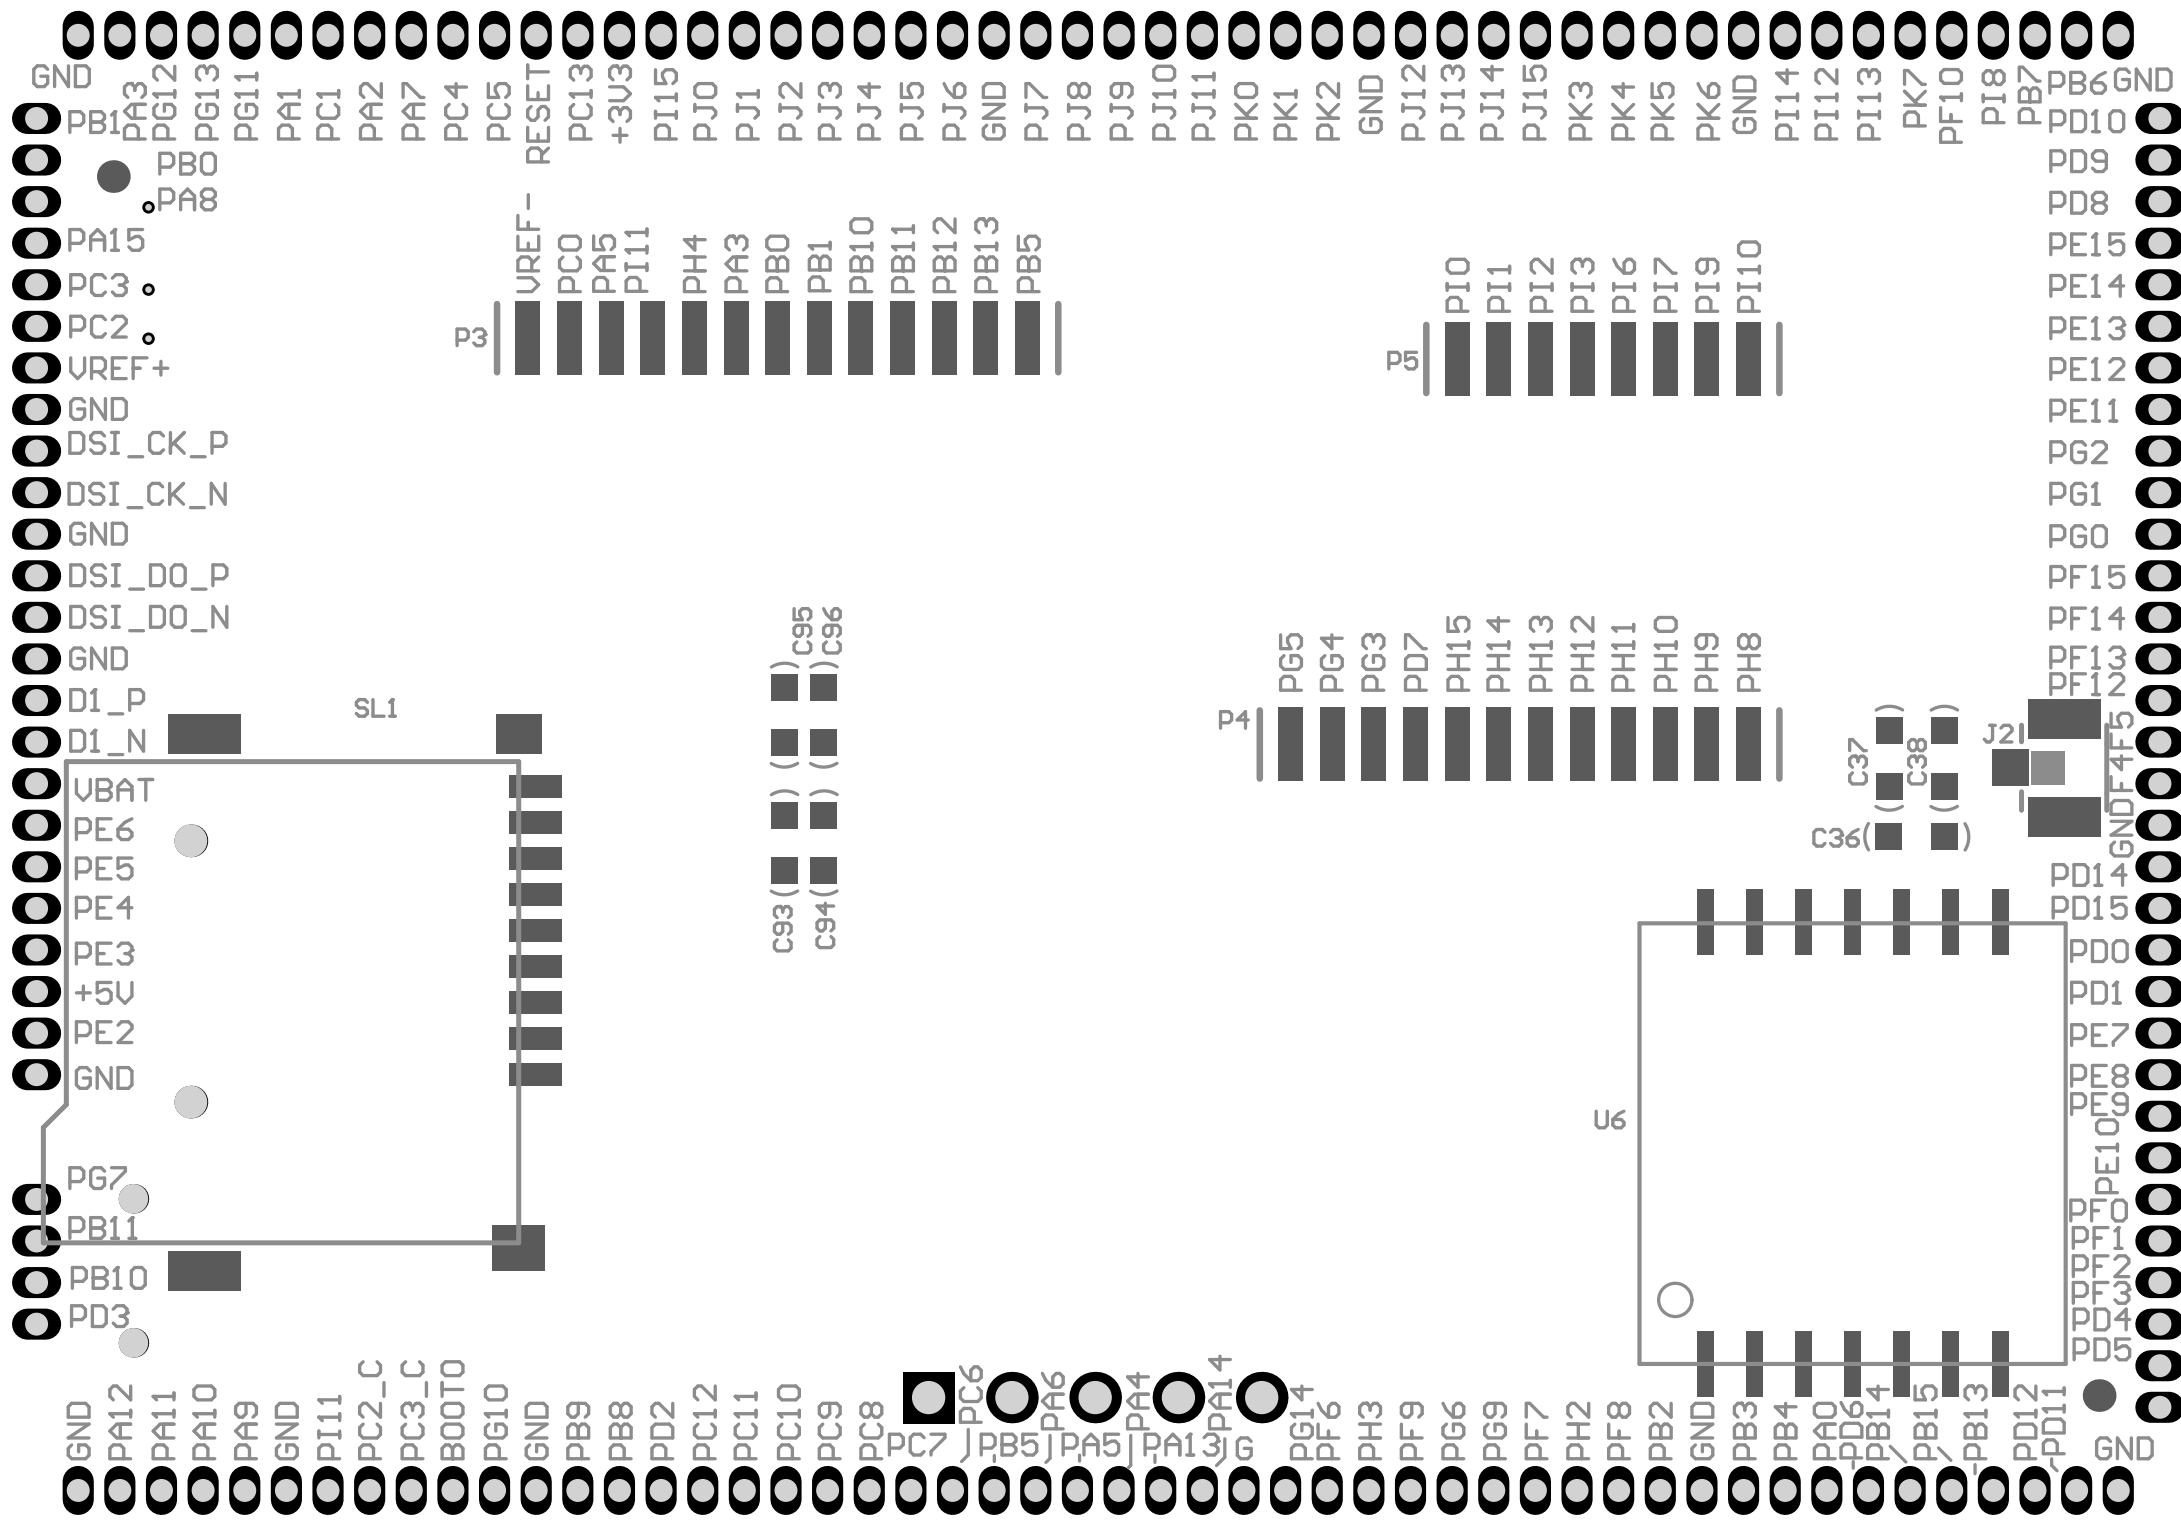 GND
PA3
PG12
PG13
PG11
PA1
PC1
PA2
PA7
PC4
PC5
RESET
PC13
+3V3
PI15
PJ0
PJ1
PJ2
PJ3
PJ4
PJ5
PJ6
GND
PJ7
PJ8
PJ9
PJ10
PJ11
PK0
PK1
PK2
GND
PJ12
PJ13
PJ14
PJ15
PK3
PK4
PK5
PK6
GND
PI14
PI12
PI13
PK7
PF10
PI8
PB7
PB6
GND
PB1
PB0
PA8
PA15
PC3
PC2
VREF+
GND
DSI_CK_P
DSI_CK_N
GND
DSI_D0_P
DSI_D0_N
GND
D1_P
D1_N
VBAT
PE6
PE5
PE4
PE3
+5V
PE2
GND
PG7
PB11
PB10
PD3
SL1
P3
VREF-
PC0
PA5
PI11
PH4
PA3
PB0
PB1
PB10
PB11
PB12
PB13
PB5
P5
PI0
PI1
PI2
PI3
PI6
PI7
PI9
PI10
C95
C96
C93
C94
P4
PG5
PG4
PG3
PD7
PH15
PH14
PH13
PH12
PH11
PH10
PH9
PH8
C37
C38
C36
J2
U6
PD10
PD9
PD8
PE15
PE14
PE13
PE12
PE11
PG2
PG1
PG0
PF15
PF14
PF13
PF12
F5
F4
GND
PD14
PD15
PD0
PD1
PE7
PE8
PE9
PE10
PF0
PF1
PF2
PF3
PD4
PD5
GND
GND
PA12
PA11
PA10
PA9
GND
PI11
PC2_C
PC3_C
BOOT0
PG10
GND
PB9
PB8
PD2
PC12
PC11
PC10
PC9
PC8
PC7
PC6
PB5
PA6
PA5
PA4
PA13
PA14
G
PG14
PF6
PH3
PF9
PG6
PG9
PF7
PH2
PF8
PB2
GND
PB3
PB4
PA0
PD6
PB14
PB15
PB13
PD12
PD11